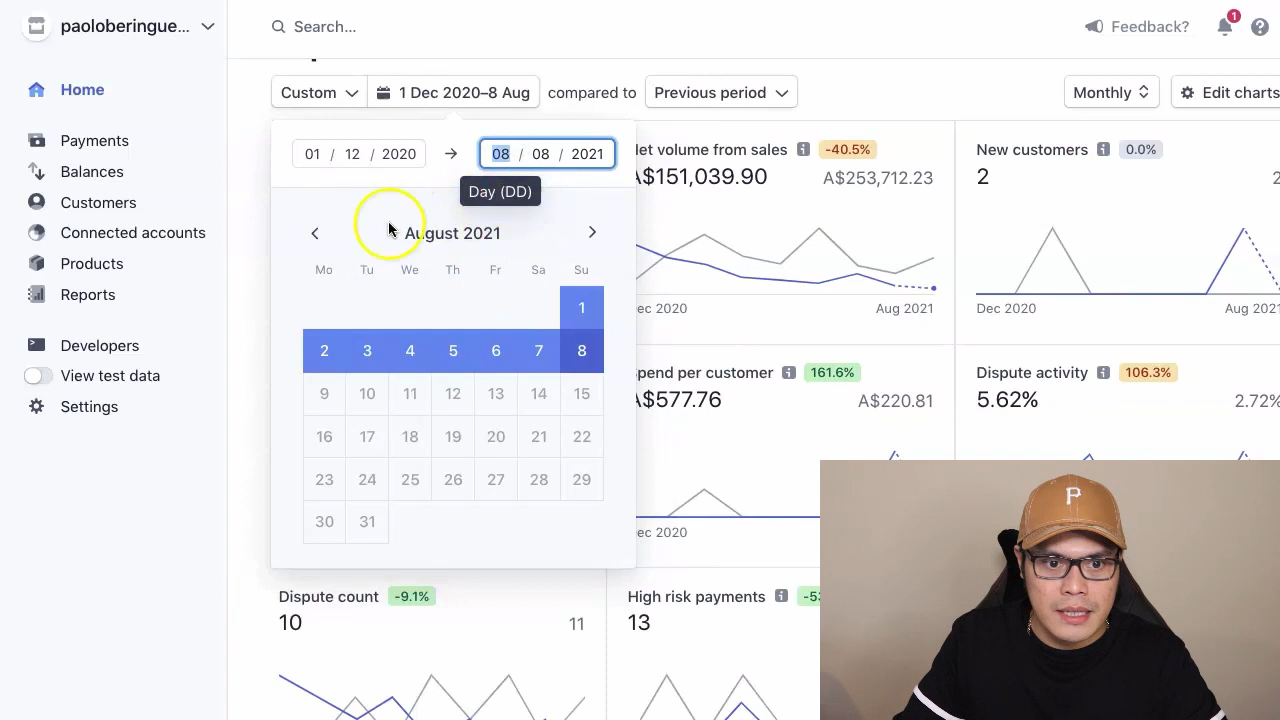 paoloberingue...
Search...
Feedback?
1
Home
Payments
Balances
Customers
Connected accounts
Products
Reports
Developers
View test data
Settings
Custom
1 Dec 2020–8 Aug
compared to
Previous period
Monthly
Edit charts
01 / 12 / 2020
08 / 08 / 2021
Day (DD)
August 2021
Mo Tu We Th Fr Sa Su
1
2 3 4 5 6 7 8
9 10 11 12 13 14 15
16 17 18 19 20 21 22
23 24 25 26 27 28 29
30 31
et volume from sales -40.5%
A$151,039.90 A$253,712.23
ec 2020 Aug 2021
New customers 0.0%
2 2
Dec 2020 Aug 2021
pend per customer 161.6%
A$577.76 A$220.81
ec 2020
Dispute activity 106.3%
5.62% 2.72%
Dispute count -9.1%
10 11
High risk payments -53
13
P